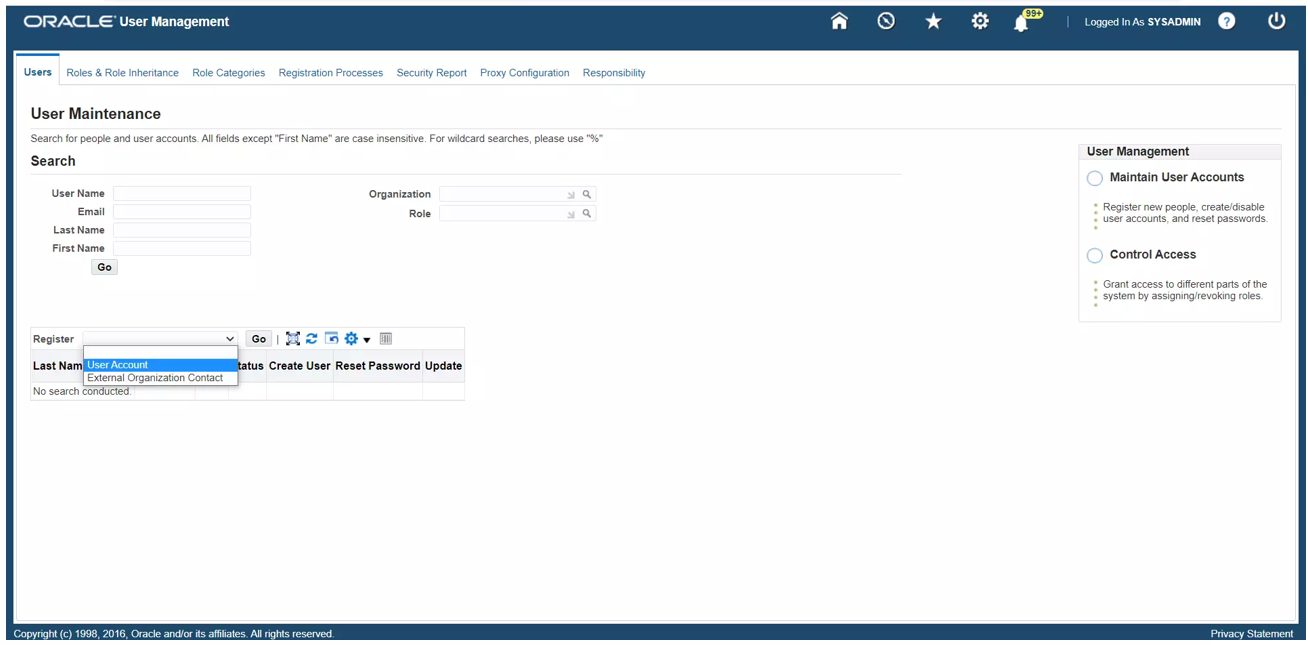 ORACLE User Management
99+
| Logged In As SYSADMIN ?
Users Roles & Role Inheritance Role Categories Registration Processes Security Report Proxy Configuration Responsibility
User Maintenance
Search for people and user accounts. All fields except "First Name" are case insensitive. For wildcard searches, please use "%"
Search
User Name
Email
Last Name
First Name
Go
Organization
Role
User Management
Maintain User Accounts
Register new people, create/disable
user accounts, and reset passwords.
Control Access
Grant access to different parts of the
system by assigning/revoking roles.
Register Go |
User Account
External Organization Contact
Last Nam tatus Create User Reset Password Update
No search conducted.
Copyright (c) 1998, 2016, Oracle and/or its affiliates. All rights reserved. Privacy Statement